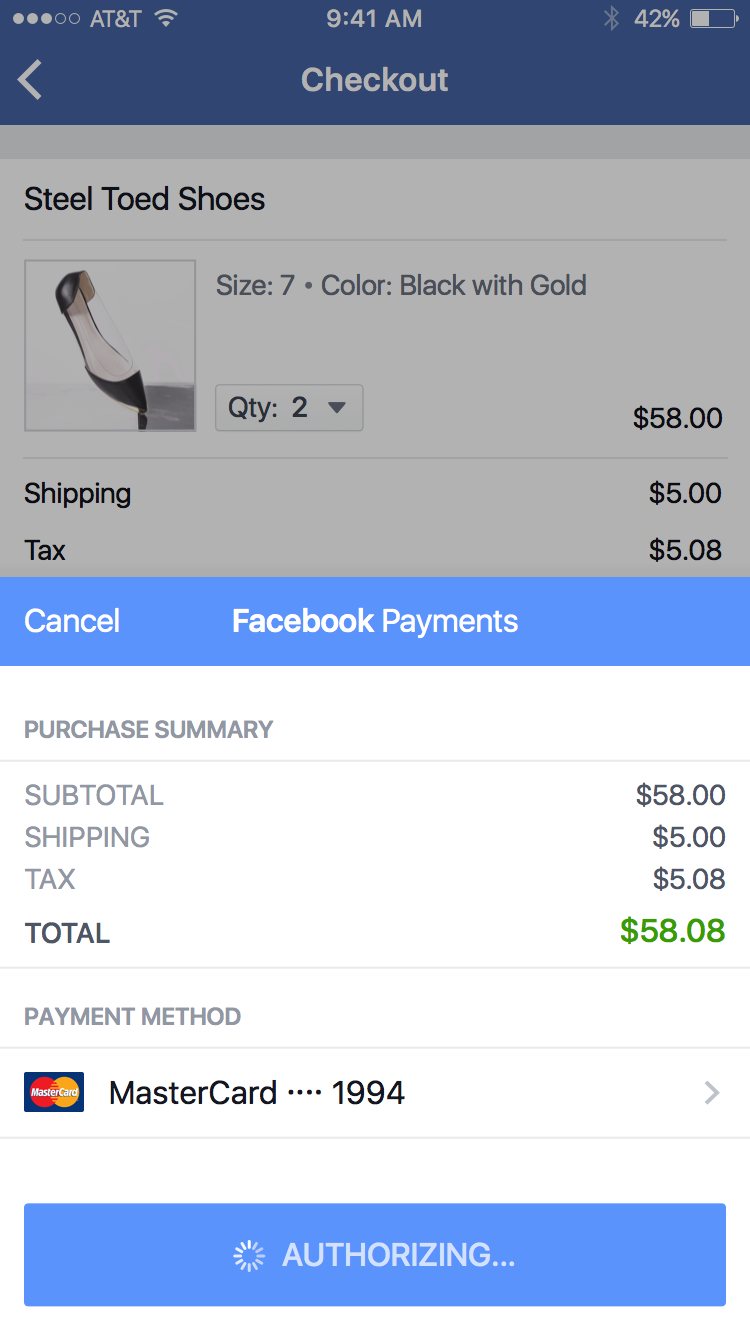 AT&T 9:41 AM 42%
Checkout
Steel Toed Shoes
Size: 7 • Color: Black with Gold
Qty: 2 $58.00
Shipping $5.00
Tax $5.08
Cancel Facebook Payments
PURCHASE SUMMARY
SUBTOTAL $58.00
SHIPPING $5.00
TAX $5.08
TOTAL $58.08
PAYMENT METHOD
MasterCard MasterCard ···· 1994
AUTHORIZING...